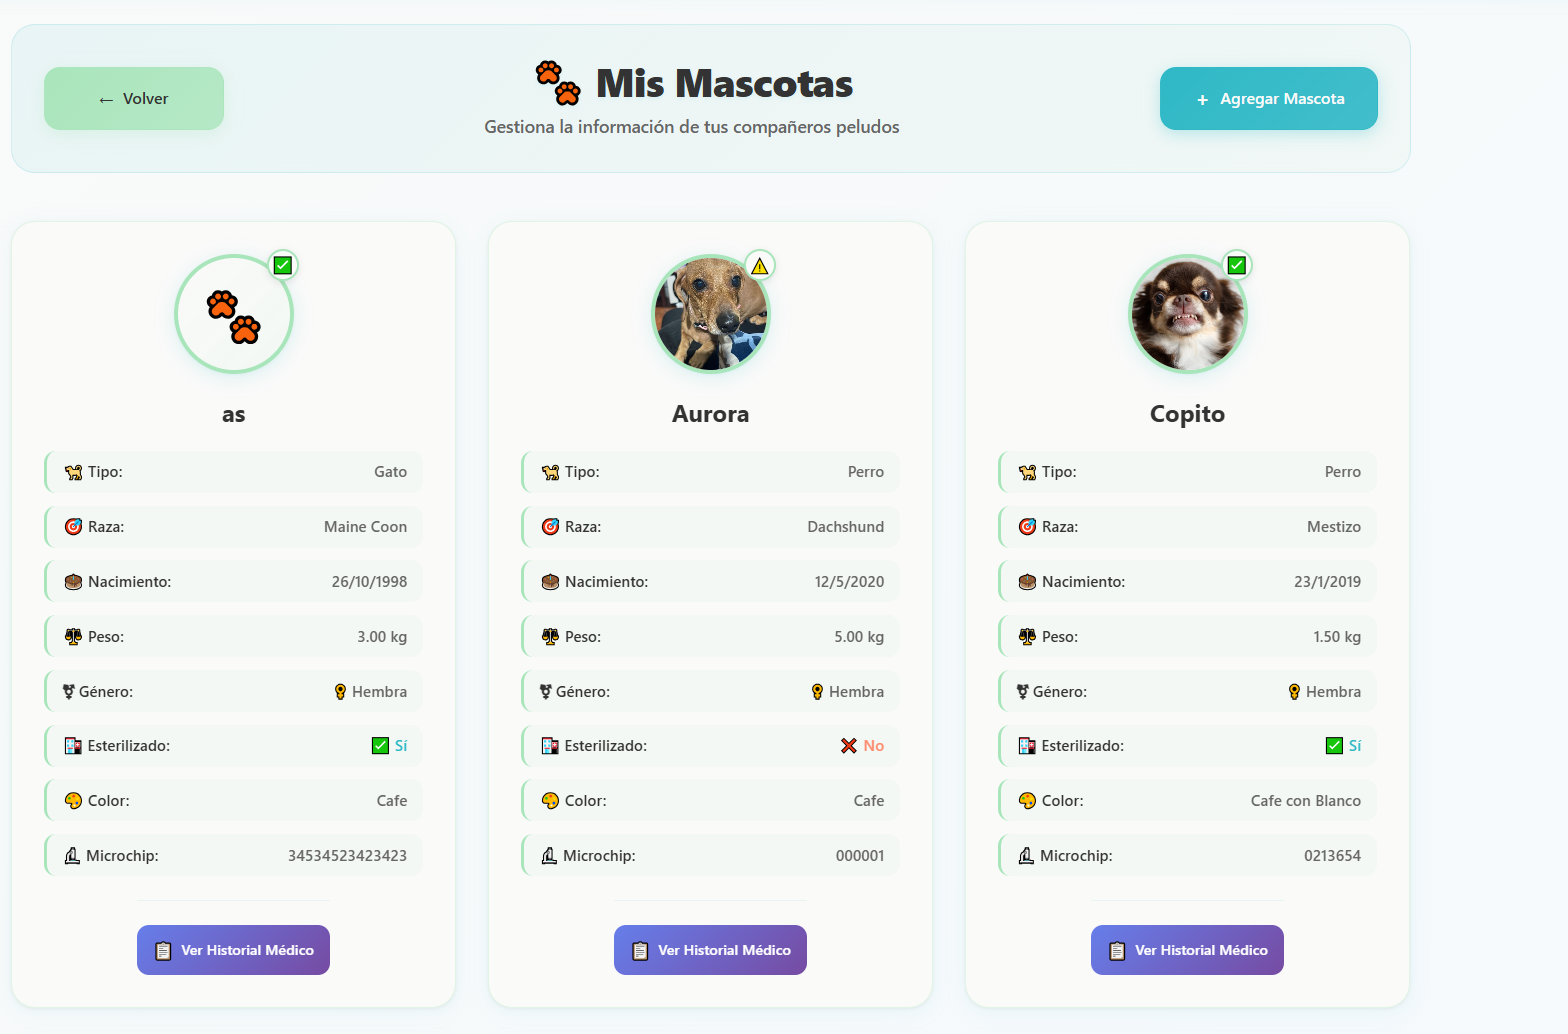 ← Volver
Mis Mascotas
Gestiona la información de tus compañeros peludos
+ Agregar Mascota
as
Tipo: Gato
Raza: Maine Coon
Nacimiento: 26/10/1998
Peso: 3.00 kg
Género: Hembra
Esterilizado: Sí
Color: Cafe
Microchip: 34534523423423
Ver Historial Médico
Aurora
Tipo: Perro
Raza: Dachshund
Nacimiento: 12/5/2020
Peso: 5.00 kg
Género: Hembra
Esterilizado: No
Color: Cafe
Microchip: 000001
Ver Historial Médico
Copito
Tipo: Perro
Raza: Mestizo
Nacimiento: 23/1/2019
Peso: 1.50 kg
Género: Hembra
Esterilizado: Sí
Color: Cafe con Blanco
Microchip: 0213654
Ver Historial Médico